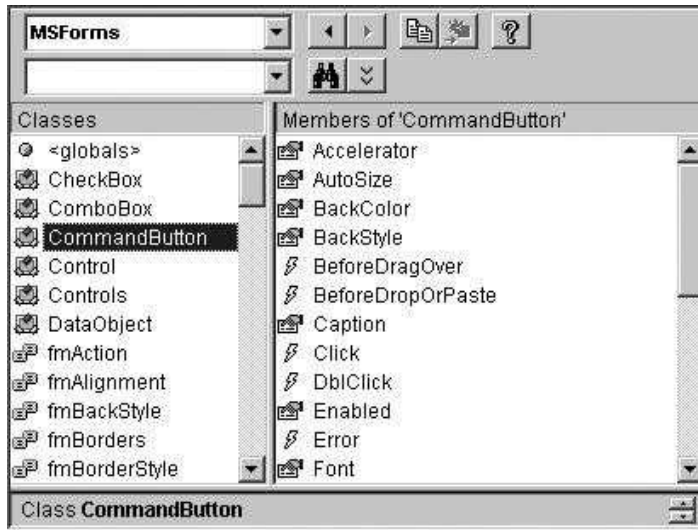 MSForms
Classes
<globals>
CheckBox
ComboBox
CommandButton
Control
Controls
DataObject
fmAction
fmAlignment
fmBackStyle
fmBorders
fmBorderStyle
Members of 'CommandButton'
Accelerator
AutoSize
BackColor
BackStyle
BeforeDragOver
BeforeDropOrPaste
Caption
Click
DblClick
Enabled
Error
Font
Class CommandButton